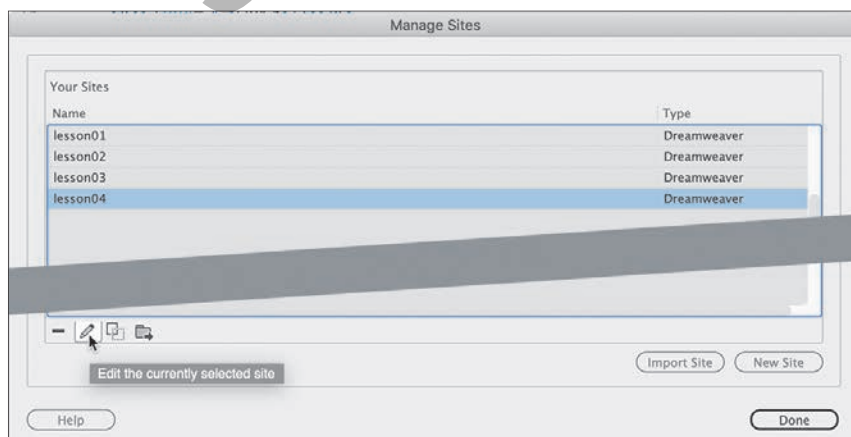 Manage Sites
Your Sites
Name Type
lesson01 Dreamweaver
lesson02 Dreamweaver
lesson03 Dreamweaver
lesson04 Dreamweaver
Edit the currently selected site
Import Site New Site
Help Done